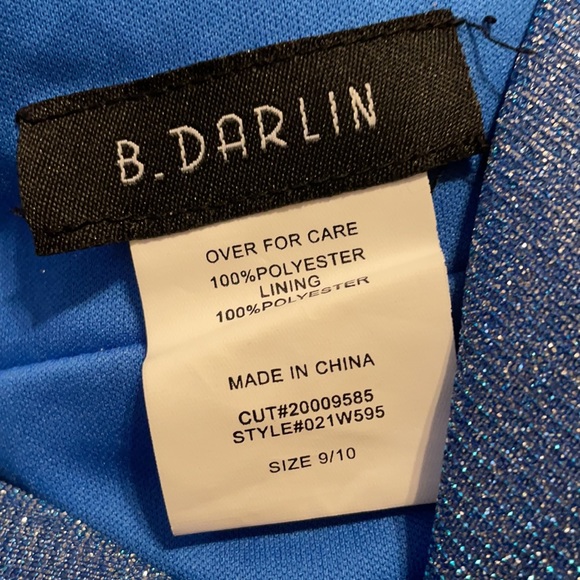 B. DARLIN
OVER FOR CARE
100%POLYESTER
LINING
100%POLYESTER
MADE IN CHINA
CUT#20009585
STYLE#021W595
SIZE 9/10